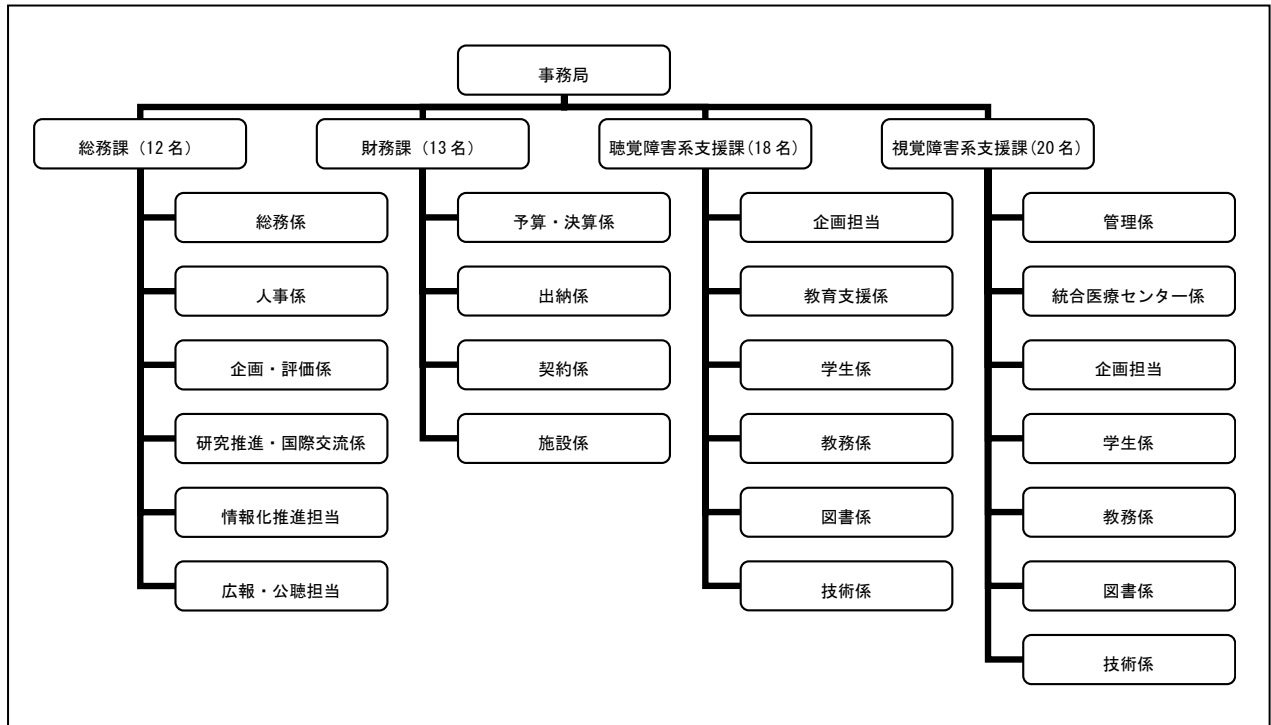 事務局
総務課（12名）
財務課（13名）
聴覚障害系支援課（18名）
視覚障害系支援課（20名）
総務係
人事係
企画・評価係
研究推進・国際交流係
情報化推進担当
広報・公聴担当
予算・決算係
出納係
契約係
施設係
企画担当
教育支援係
学生係
教務係
図書係
技術係
管理係
統合医療センター係
企画担当
学生係
教務係
図書係
技術係